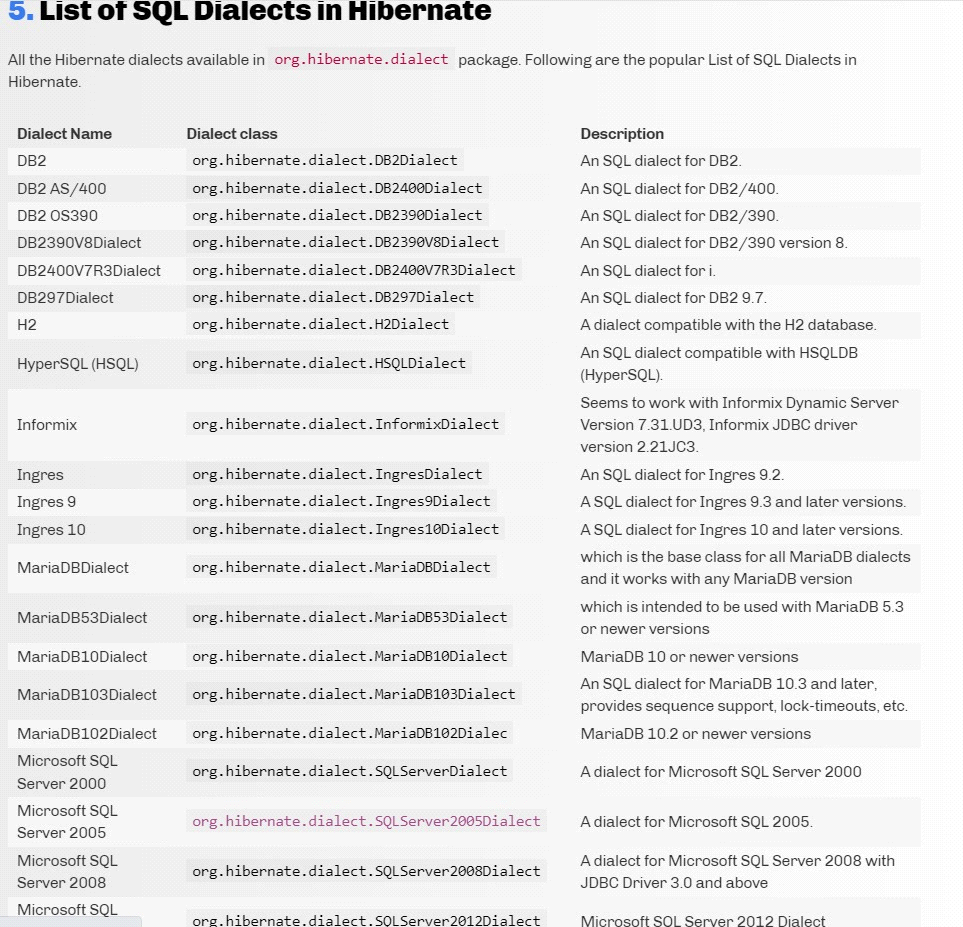 5. List of SQL Dialects in Hibernate
All the Hibernate dialects available in org.hibernate.dialect package. Following are the popular List of SQL Dialects in
Hibernate.
Dialect Name Dialect class Description
DB2 org.hibernate.dialect.DB2Dialect An SQL dialect for DB2.
DB2 AS/400 org.hibernate.dialect.DB2400Dialect An SQL dialect for DB2/400.
DB2 OS390 org.hibernate.dialect.DB2390Dialect An SQL dialect for DB2/390.
DB2390V8Dialect org.hibernate.dialect.DB2390V8Dialect An SQL dialect for DB2/390 version 8.
DB2400V7R3Dialect org.hibernate.dialect.DB2400V7R3Dialect An SQL dialect for i.
DB297Dialect org.hibernate.dialect.DB297Dialect An SQL dialect for DB2 9.7.
H2 org.hibernate.dialect.H2Dialect A dialect compatible with the H2 database.
HyperSQL (HSQL) org.hibernate.dialect.HSQLDialect An SQL dialect compatible with HSQLDB
(HyperSQL).
Informix org.hibernate.dialect.InformixDialect Seems to work with Informix Dynamic Server
Version 7.31.UD3, Informix JDBC driver
version 2.21JC3.
Ingres org.hibernate.dialect.IngresDialect An SQL dialect for Ingres 9.2.
Ingres 9 org.hibernate.dialect.Ingres9Dialect A SQL dialect for Ingres 9.3 and later versions.
Ingres 10 org.hibernate.dialect.Ingres10Dialect A SQL dialect for Ingres 10 and later versions.
MariaDBDialect org.hibernate.dialect.MariaDBDialect which is the base class for all MariaDB dialects
and it works with any MariaDB version
MariaDB53Dialect org.hibernate.dialect.MariaDB53Dialect which is intended to be used with MariaDB 5.3
or newer versions
MariaDB10Dialect org.hibernate.dialect.MariaDB10Dialect MariaDB 10 or newer versions
MariaDB103Dialect org.hibernate.dialect.MariaDB103Dialect An SQL dialect for MariaDB 10.3 and later,
provides sequence support, lock-timeouts, etc.
MariaDB102Dialect org.hibernate.dialect.MariaDB102Dialec MariaDB 10.2 or newer versions
Microsoft SQL
Server 2000 org.hibernate.dialect.SQLServerDialect A dialect for Microsoft SQL Server 2000
Microsoft SQL
Server 2005 org.hibernate.dialect.SQLServer2005Dialect A dialect for Microsoft SQL 2005.
Microsoft SQL
Server 2008 org.hibernate.dialect.SQLServer2008Dialect A dialect for Microsoft SQL Server 2008 with
JDBC Driver 3.0 and above
Microsoft SQL
org.hibernate.dialect.SQLServer2012Dialect Microsoft SQL Server 2012 Dialect